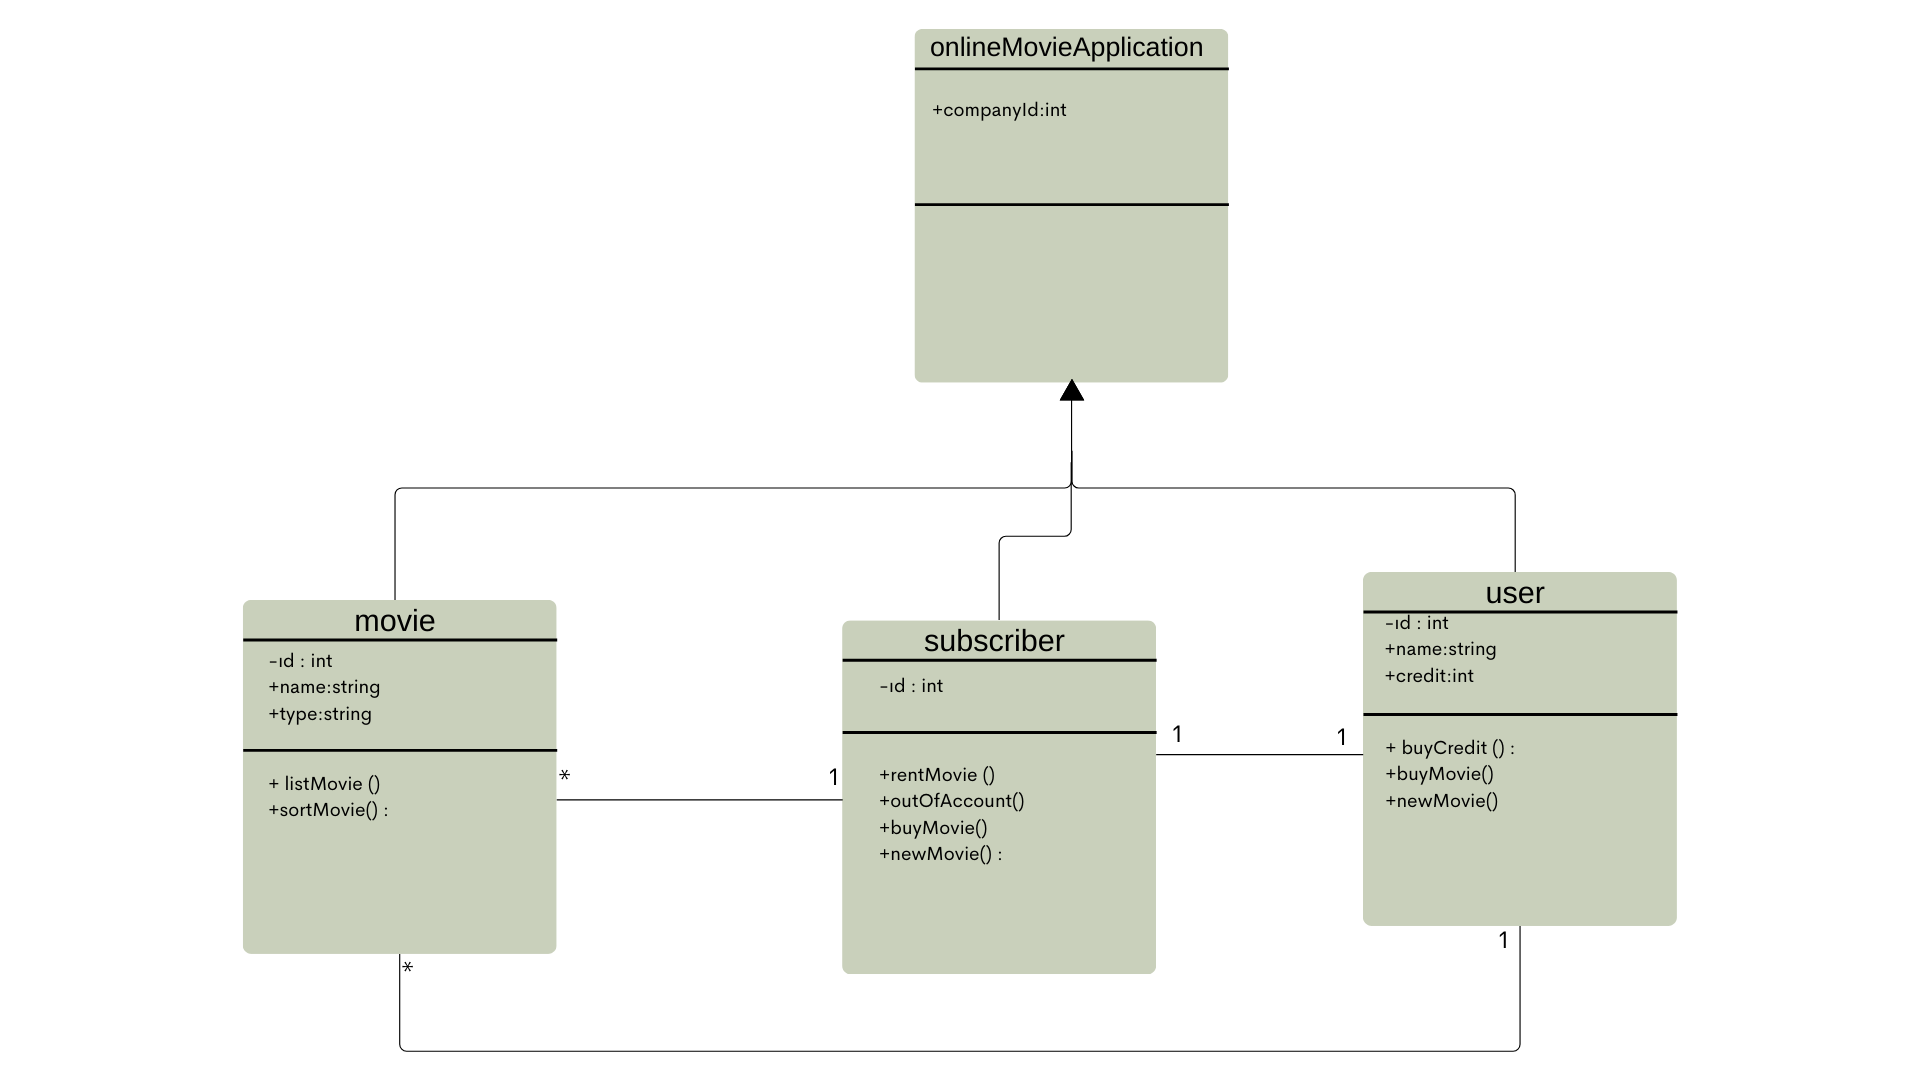 onlineMovieApplication
+companyId:int
movie
-ıd : int
+name:string
+type:string
+ listMovie ()
+sortMovie() :
*
1
*
subscriber
-ıd : int
+rentMovie ()
+outOfAccount()
+buyMovie()
+newMovie() :
1
1
user
-ıd : int
+name:string
+credit:int
+ buyCredit () :
+buyMovie()
+newMovie()
1